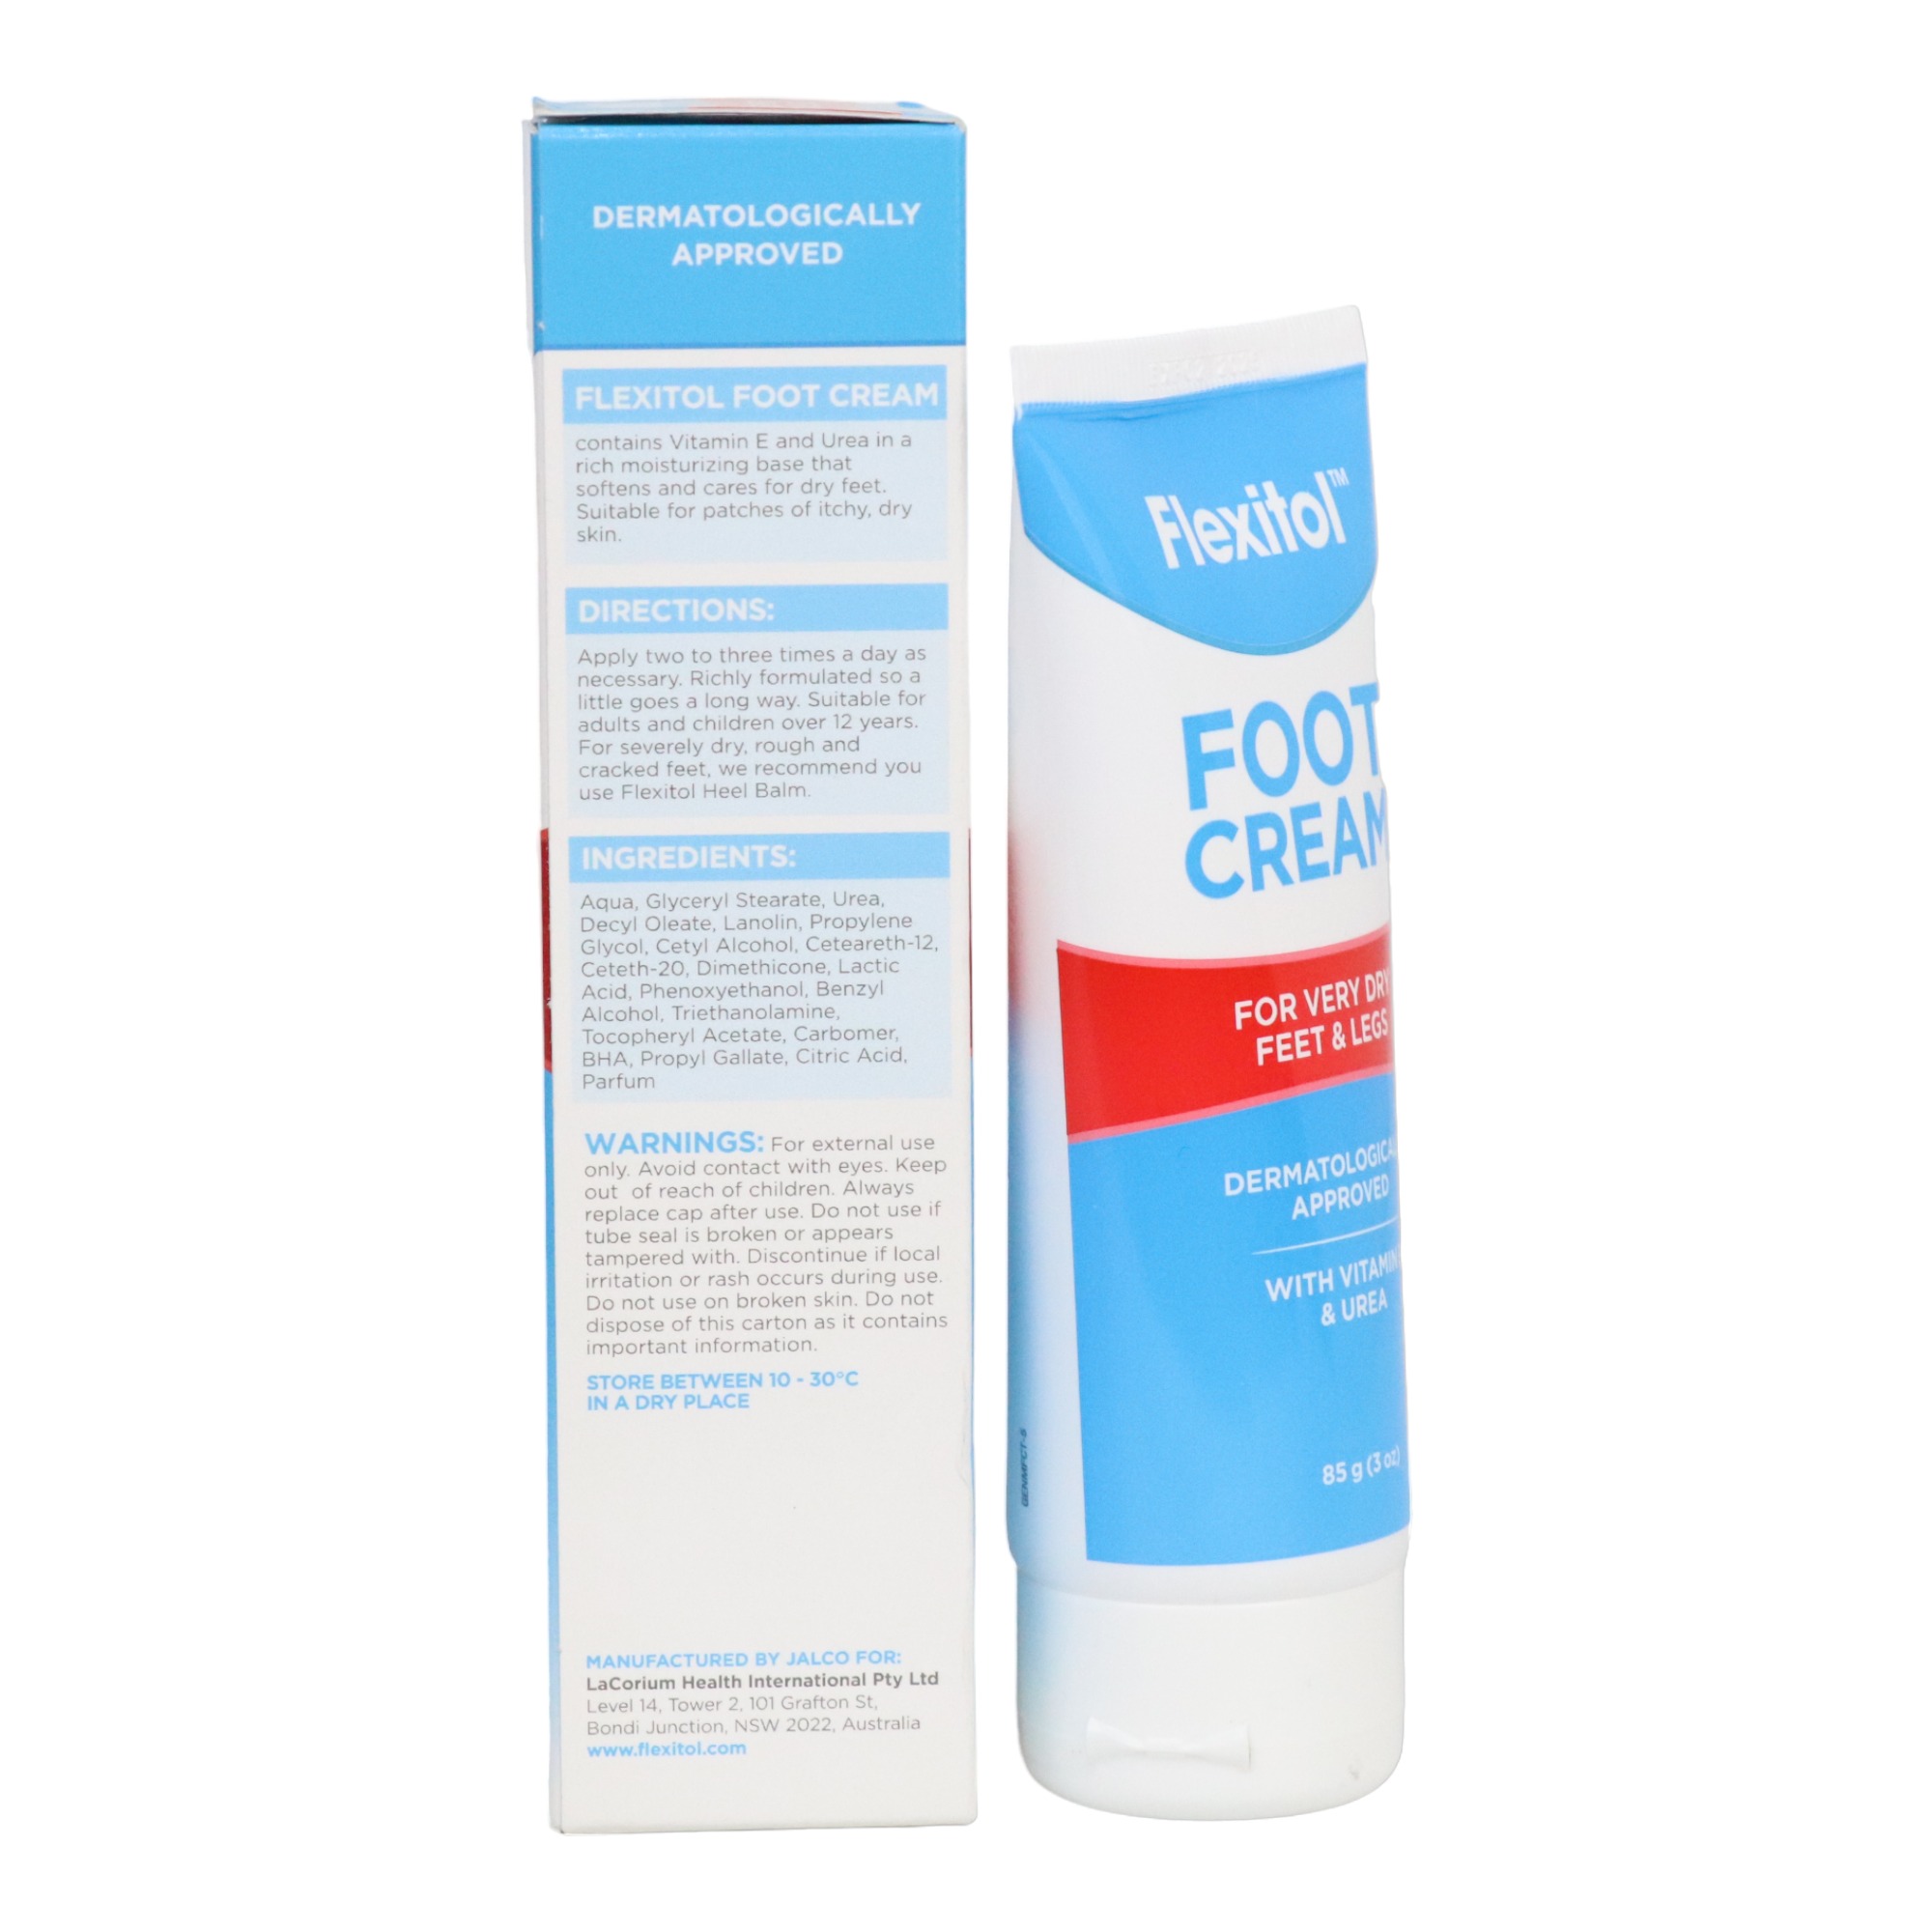 DERMATOLOGICALLY
APPROVED
FLEXITOL FOOT CREAM
contains Vitamin E and Urea in a
rich moisturizing base that
softens and cares for dry feet.
Suitable for patches of itchy, dry
skin.
DIRECTIONS:
Apply two to three times a day as
necessary. Richly formulated so a
little goes a long way. Suitable for
adults and children over 12 years.
For severely dry, rough and
cracked feet, we recommend you
use Flexitol Heel Balm.
INGREDIENTS:
Aqua, Glyceryl Stearate, Urea,
Decyl Oleate, Lanolin, Propylene
Glycol, Cetyl Alcohol, Ceteareth-12,
Ceteth-20, Dimethicone, Lactic
Acid, Phenoxyethanol, Benzyl
Alcohol, Triethanolamine,
Tocopheryl Acetate, Carbomer,
BHA, Propyl Gallate, Citric Acid,
Parfum
WARNINGS: For external use
only. Avoid contact with eyes. Keep
out of reach of children. Always
replace cap after use. Do not use if
tube seal is broken or appears
tampered with. Discontinue if local
irritation or rash occurs during use.
Do not use on broken skin. Do not
dispose of this carton as it contains
important information.
STORE BETWEEN 10 - 30°C
IN A DRY PLACE
MANUFACTURED BY JALCO FOR:
LaCorium Health International Pty Ltd
Level 14, Tower 2, 101 Grafton St,
Bondi Junction, NSW 2022, Australia
www.flexitol.com
Flexitol™
FOOT
CREAM
FOR VERY DRY
FEET & LEGS
APPROVED
WITH VITAMIN
& UREA
85 g (3 oz)